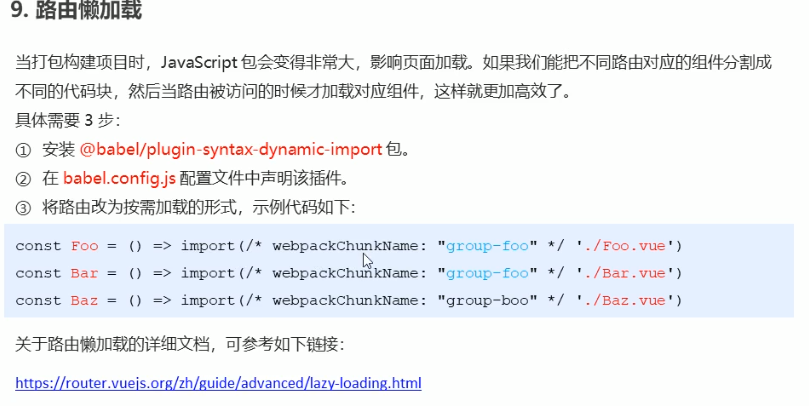 9. 路由懒加载
当打包构建项目时，JavaScript 包会变得非常大，影响页面加载。如果我们能把不同路由对应的组件分割成
不同的代码块，然后当路由被访问的时候才加载对应组件，这样就更加高效了。
具体需要 3 步：
① 安装 @babel/plugin-syntax-dynamic-import 包。
② 在 babel.config.js 配置文件中声明该插件。
③ 将路由改为按需加载的形式，示例代码如下：
const Foo = () => import(/* webpackChunkName: "group-foo" */ './Foo.vue')
const Bar = () => import(/* webpackChunkName: "group-foo" */ './Bar.vue')
const Baz = () => import(/* webpackChunkName: "group-boo" */ './Baz.vue')
关于路由懒加载的详细文档，可参考如下链接：
https://router.vuejs.org/zh/guide/advanced/lazy-loading.html